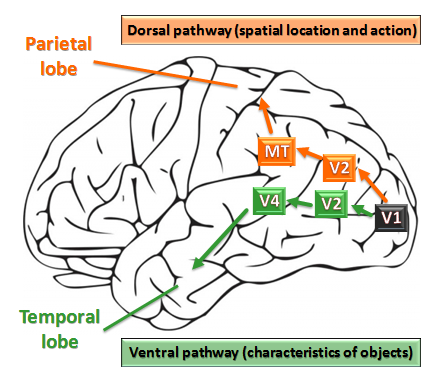 Dorsal pathway (spatial location and action)
Parietal
lobe
MT
V2
V4
V2
V1
Temporal
lobe
Ventral pathway (characteristics of objects)